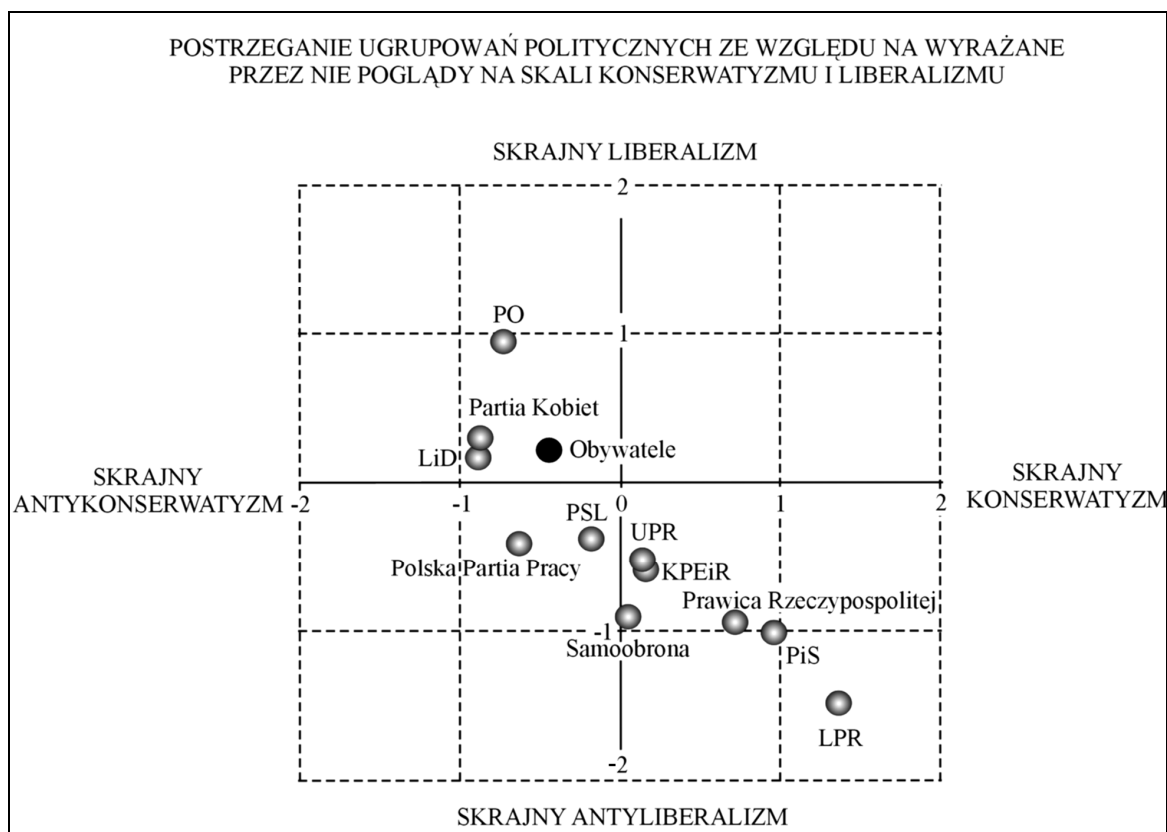 POSTRZEGANIE UGRUPOWAŃ POLITYCZNYCH ZE WZGLĘDU NA WYRAŻANE
PRZEZ NIE POGLĄDY NA SKALI KONSERWATYZMU I LIBERALIZMU
SKRAJNY LIBERALIZM
2
PO
1
Partia Kobiet
LiD
Obywatele
SKRAJNY
ANTYKONSERWATYZM
-2
-1
0
1
2
SKRAJNY
KONSERWATYZM
PSL
UPR
Polska Partia Pracy
KPEiR
Prawica Rzeczypospolitej
-1
Samoobrona
PiS
LPR
-2
SKRAJNY ANTYLIBERALIZM